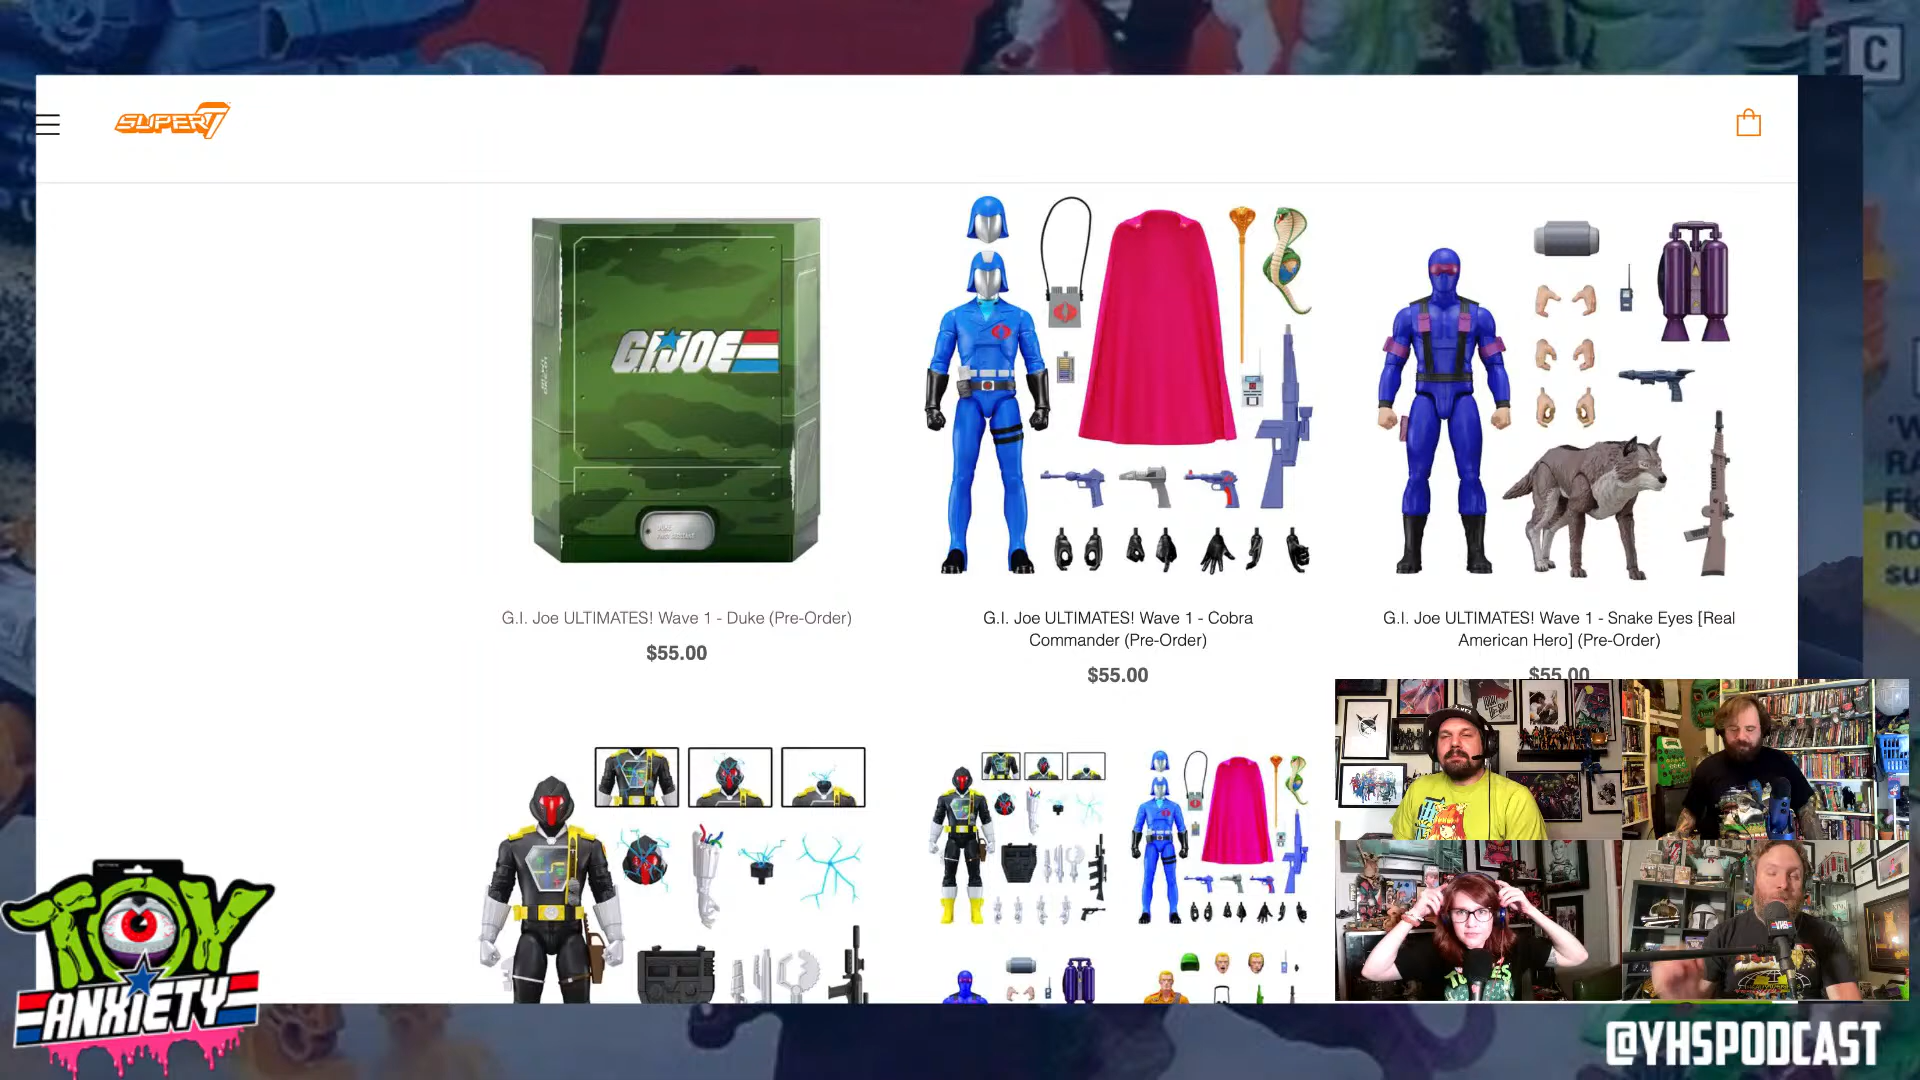 C
SUPER7
G.I. JOE
G.I. Joe ULTIMATES! Wave 1 - Duke (Pre-Order)
$55.00
G.I. Joe ULTIMATES! Wave 1 - Cobra
Commander (Pre-Order)
$55.00
G.I. Joe ULTIMATES! Wave 1 - Snake Eyes [Real
American Hero] (Pre-Order)
$55.00
TOY
ANXIETY
@YHSPODCAST